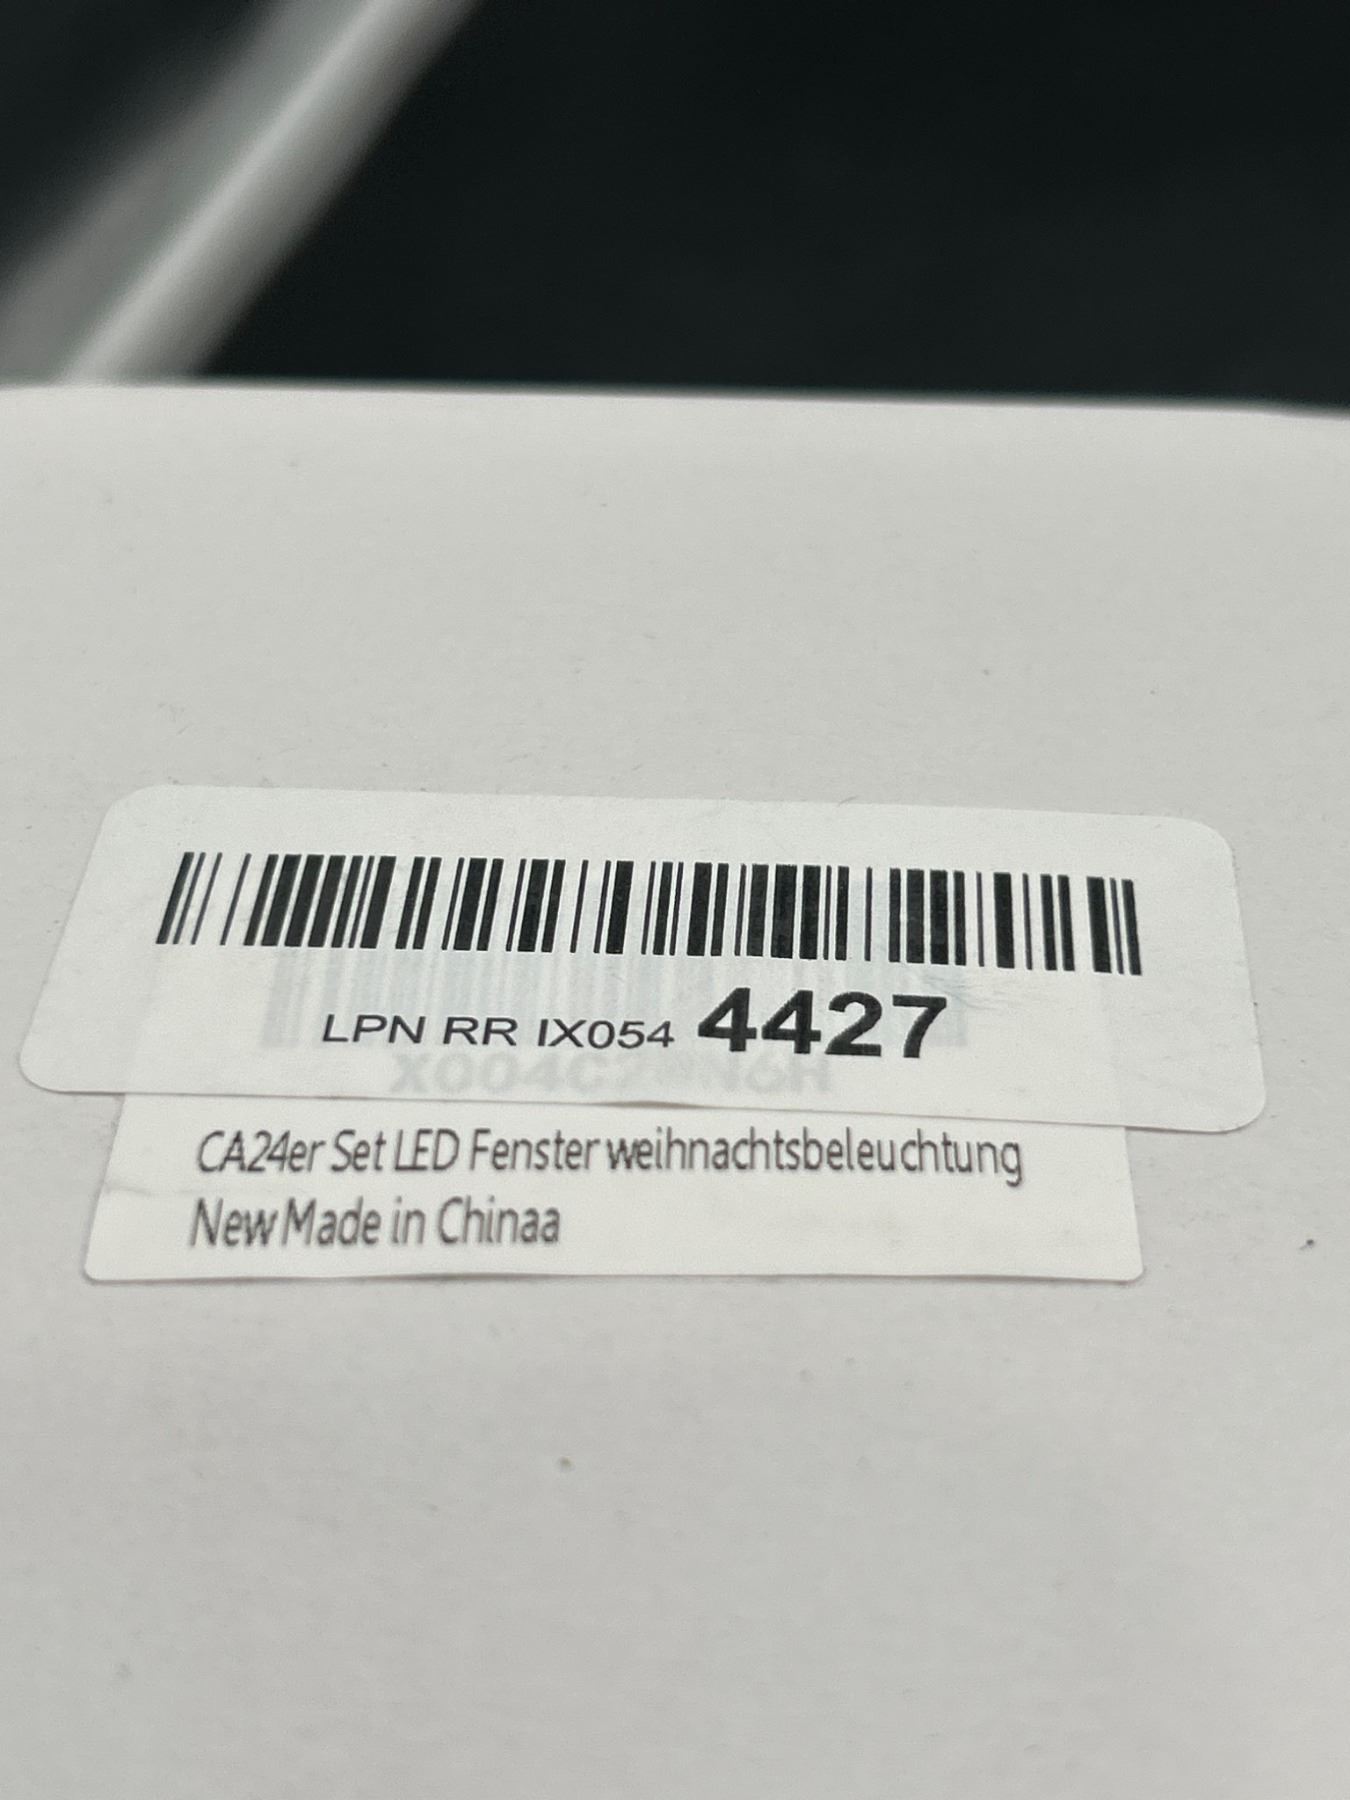 LPN RR IX054 4427
CA24er Set LED Fenster weihnachtsbeleuchtung
New Made in Chinaa